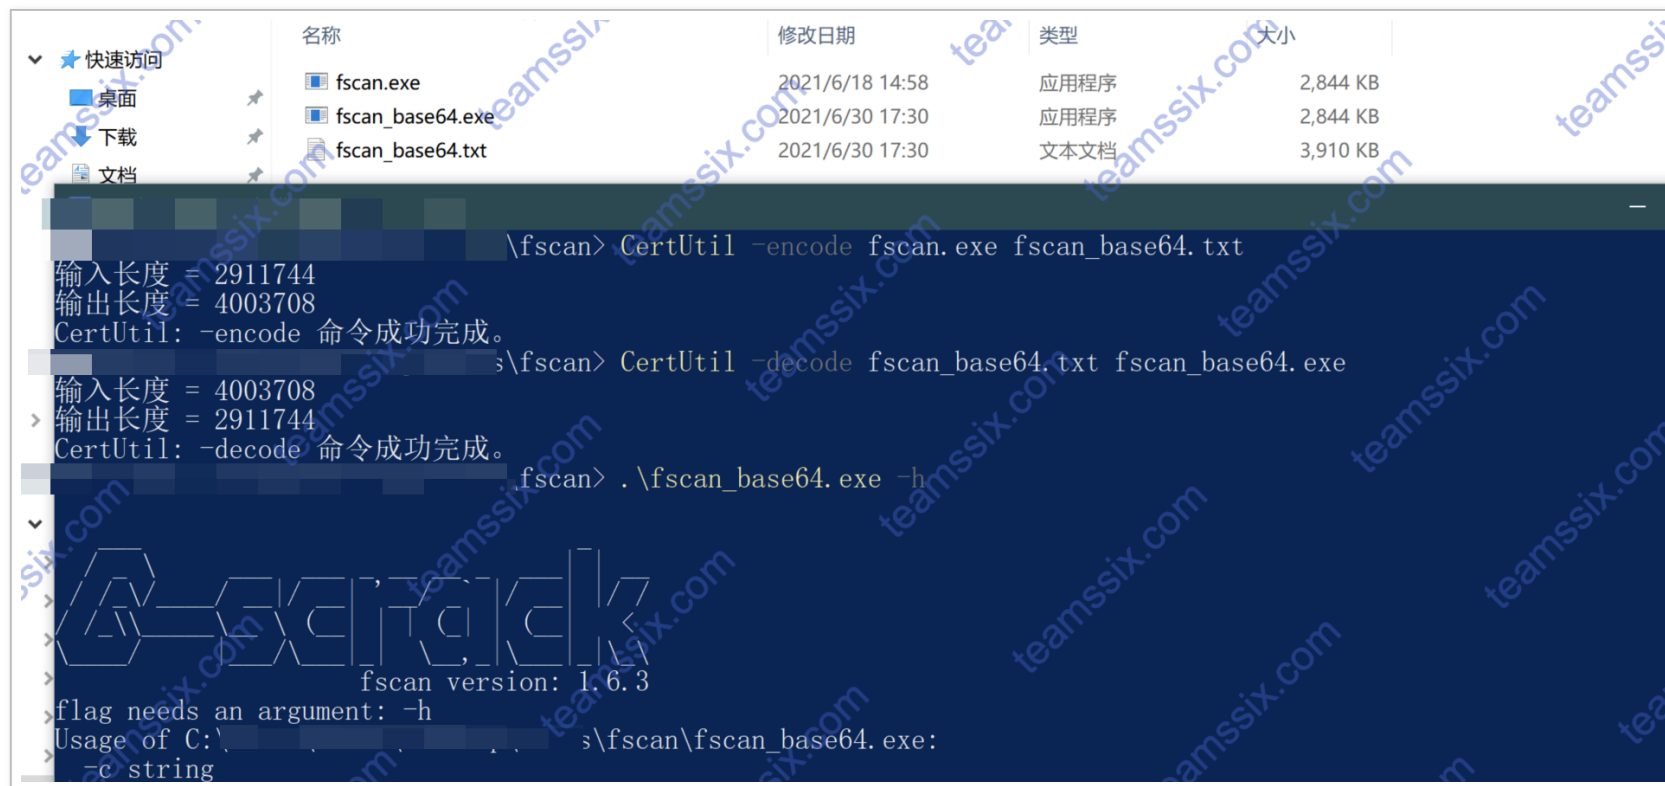 名称 修改日期 类型 大小
快速访问
桌面
下载
文档
fscan.exe 2021/6/18 14:58 应用程序 2,844 KB
fscan_base64.exe 2021/6/30 17:30 应用程序 2,844 KB
fscan_base64.txt 2021/6/30 17:30 文本文档 3,910 KB
\fscan> CertUtil -encode fscan.exe fscan_base64.txt
输入长度 = 2911744
输出长度 = 4003708
CertUtil: -encode 命令成功完成。
s\fscan> CertUtil -decode fscan_base64.txt fscan_base64.exe
输入长度 = 4003708
输出长度 = 2911744
CertUtil: -decode 命令成功完成。
fscan> .\fscan_base64.exe -h
fscan version: 1.6.3
flag needs an argument: -h
Usage of C:\ s\fscan\fscan_base64.exe:
-c string
teamssix.com